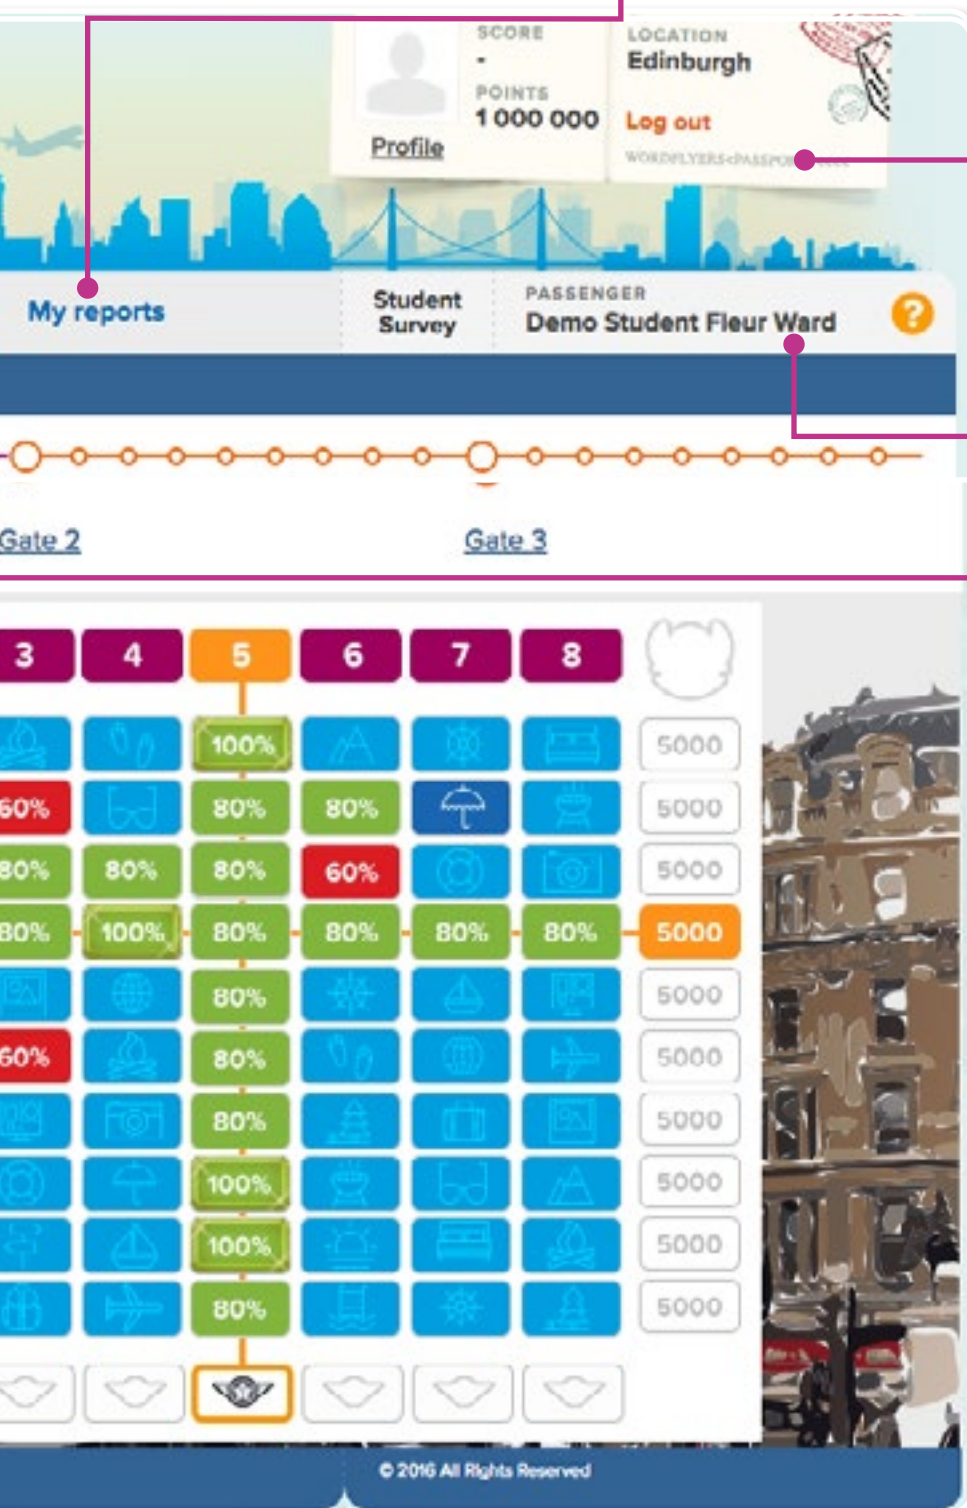 SCORE
-
POINTS
1 000 000
LOCATION
Edinburgh
Log out
Profile
My reports
Student
Survey
PASSENGER
Demo Student Fleur Ward
?
Gate 2
Gate 3
3 4 5 6 7 8
100% 5000
60% 80% 80% 5000
80% 80% 80% 60% 5000
80% 100% 80% 80% 80% 80% 5000
80% 5000
60% 80% 5000
80% 5000
100% 5000
100% 5000
80% 5000
© 2016 All Rights Reserved